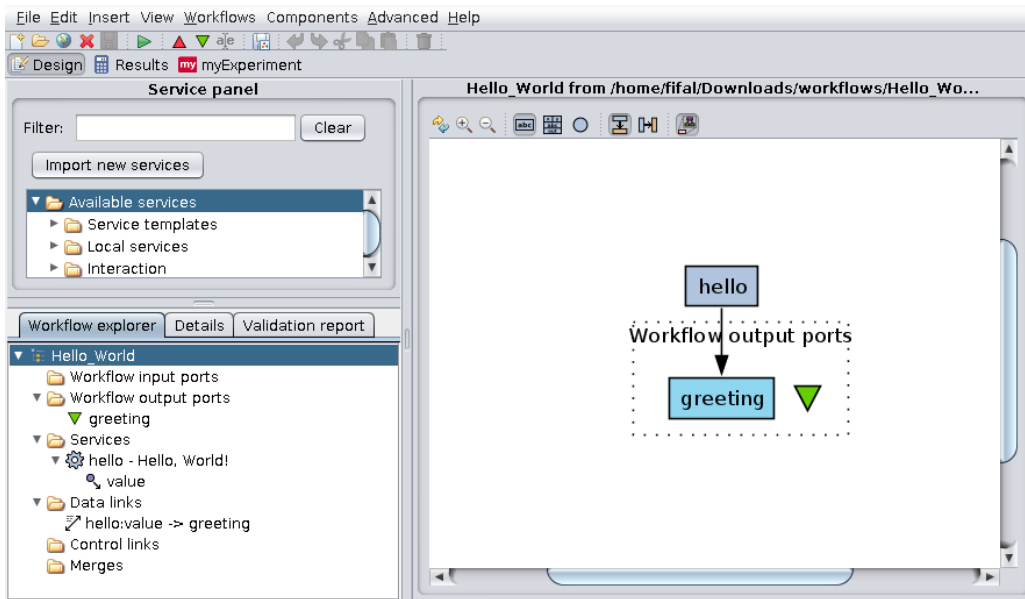 File Edit Insert View Workflows Components Advanced Help
a|e
Design Results my myExperiment
Service panel
Filter: Clear
Import new services
Available services
Service templates
Local services
Interaction
Workflow explorer Details Validation report
Hello_World
Workflow input ports
Workflow output ports
greeting
Services
hello - Hello, World!
value
Data links
hello:value -> greeting
Control links
Merges
Hello_World from /home/fifal/Downloads/workflows/Hello_Wo...
abc
hello
Workflow output ports
greeting